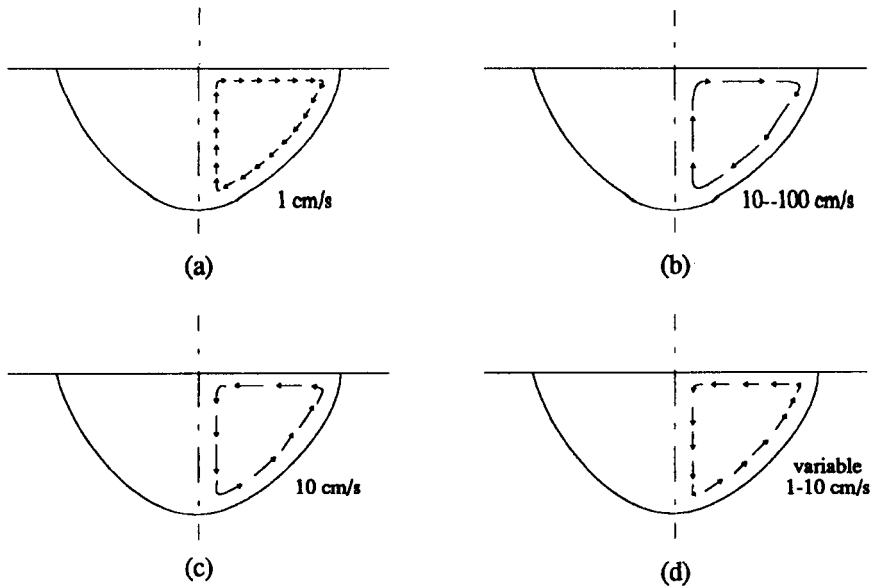 1 cm/s
10--100 cm/s
(a)
(b)
10 cm/s
variable
1-10 cm/s
(c)
(d)